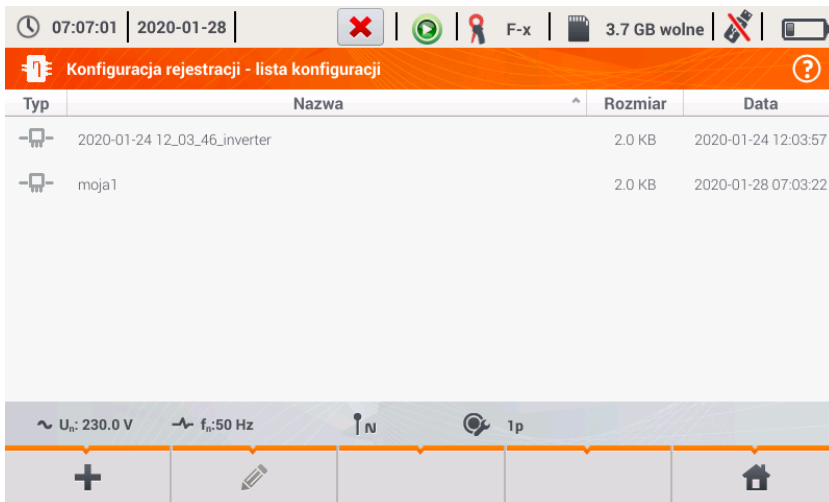 07:07:01 2020-01-28 F-x 3.7 GB wolne
Konfiguracja rejestracji - lista konfiguracji ?
Typ Nazwa Rozmiar Data
2020-01-24 12_03_46_inverter 2.0 KB 2020-01-24 12:03:57
moja1 2.0 KB 2020-01-28 07:03:22
Uₙ: 230.0 V fₙ:50 Hz N 1p